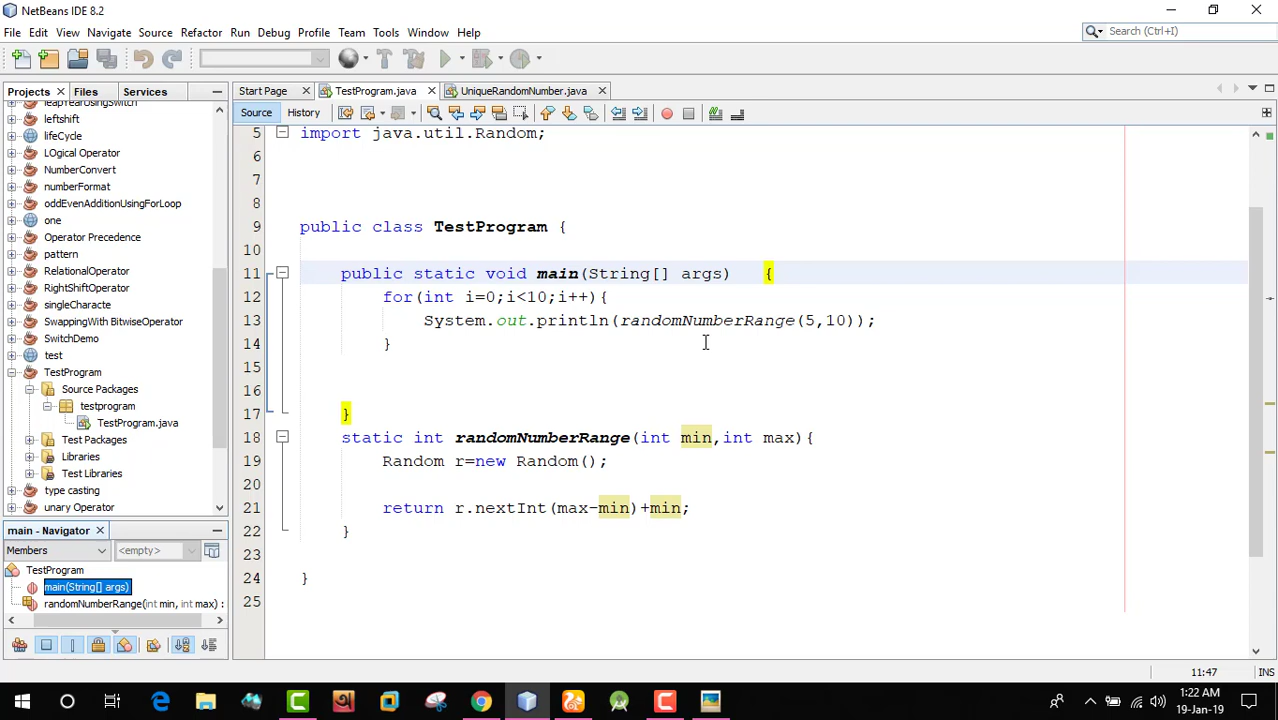 NetBeans IDE 8.2
File Edit View Navigate Source Refactor Run Debug Profile Team Tools Window Help
Search (Ctrl+I)
Projects Files Services
Start Page TestProgram.java UniqueRandomNumber.java
Source History
leapYearUsingSwitch
leftshift
lifeCycle
LOgical Operator
NumberConvert
numberFormat
oddEvenAdditionUsingForLoop
one
Operator Precedence
pattern
RelationalOperator
RightShiftOperator
singleCharacte
SwappingWith BitwiseOperator
SwitchDemo
test
TestProgram
Source Packages
testprogram
TestProgram.java
Test Packages
Libraries
Test Libraries
type casting
unary Operator
main - Navigator
Members <empty>
TestProgram
main(String[] args)
randomNumberRange(int min, int max) :
5 import java.util.Random;
6
7
8
9 public class TestProgram {
10
11 public static void main(String[] args) {
12 for(int i=0;i<10;i++){
13 System.out.println(randomNumberRange(5,10));
14 }
15
16
17 }
18 static int randomNumberRange(int min,int max){
19 Random r=new Random();
20
21 return r.nextInt(max-min)+min;
22 }
23
24 }
25
11:47 INS
1:22 AM
19-Jan-19